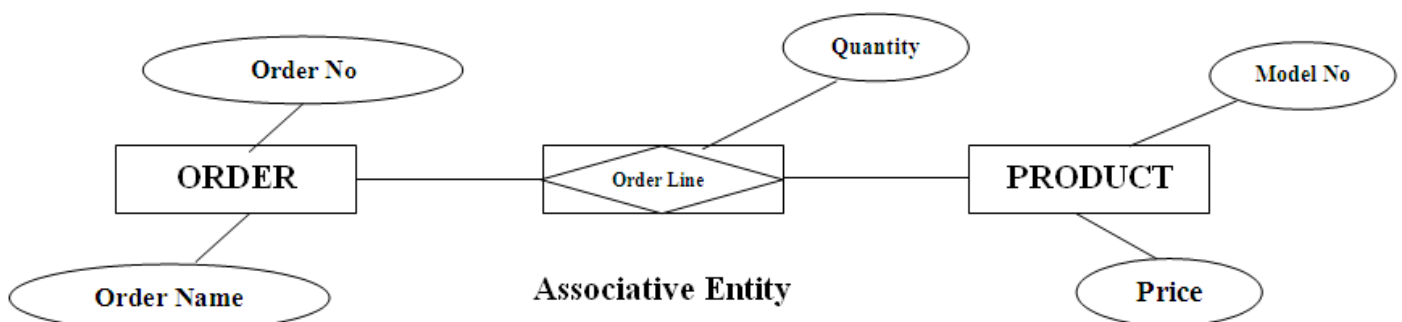 Quantity
Order No
Model No
ORDER
Order Line
PRODUCT
Order Name
Associative Entity
Price